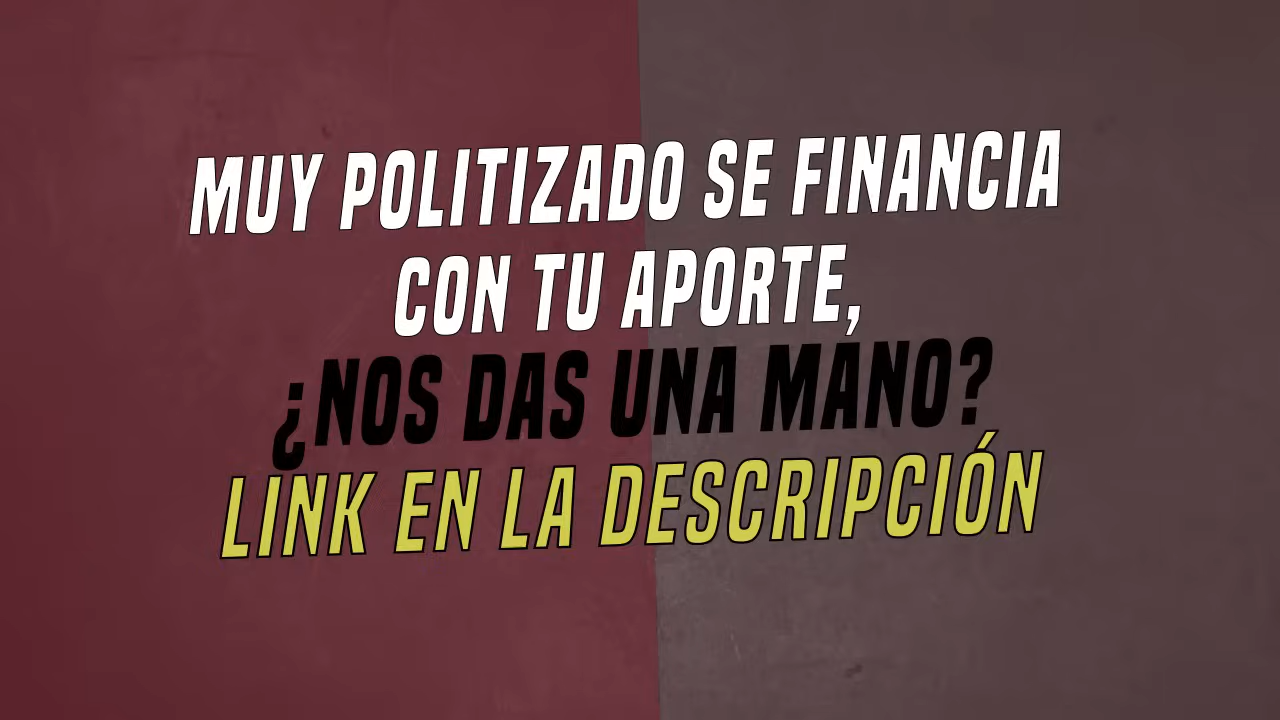 MUY POLITIZADO SE FINANCIA
CON TU APORTE,
¿NOS DAS UNA MANO?
LINK EN LA DESCRIPCIÓN